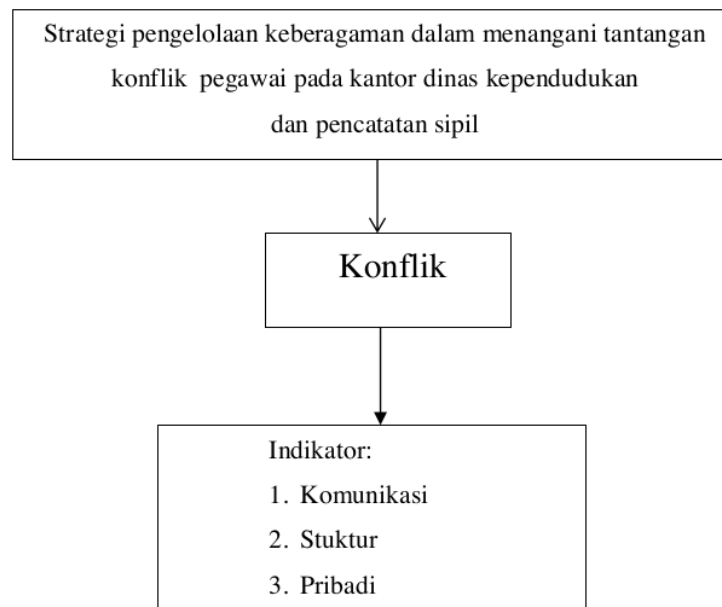 Strategi pengelolaan keberagaman dalam menangani tantangan
konflik pegawai pada kantor dinas kependudukan
dan pencatatan sipil
Konflik
Indikator:
1. Komunikasi
2. Stuktur
3. Pribadi